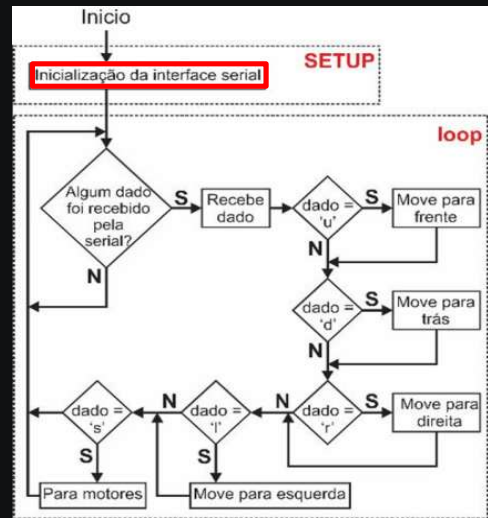 Inicio
SETUP
Inicialização da interface serial
loop
Algum dado
foi recebido
pela
serial?
S
N
Recebe
dado
dado =
'u'
S
N
Move para
frente
dado =
'd'
S
N
Move para
trás
dado =
'r'
S
N
Move para
direita
dado =
'l'
N
S
Move para esquerda
dado =
's'
S
Para motores